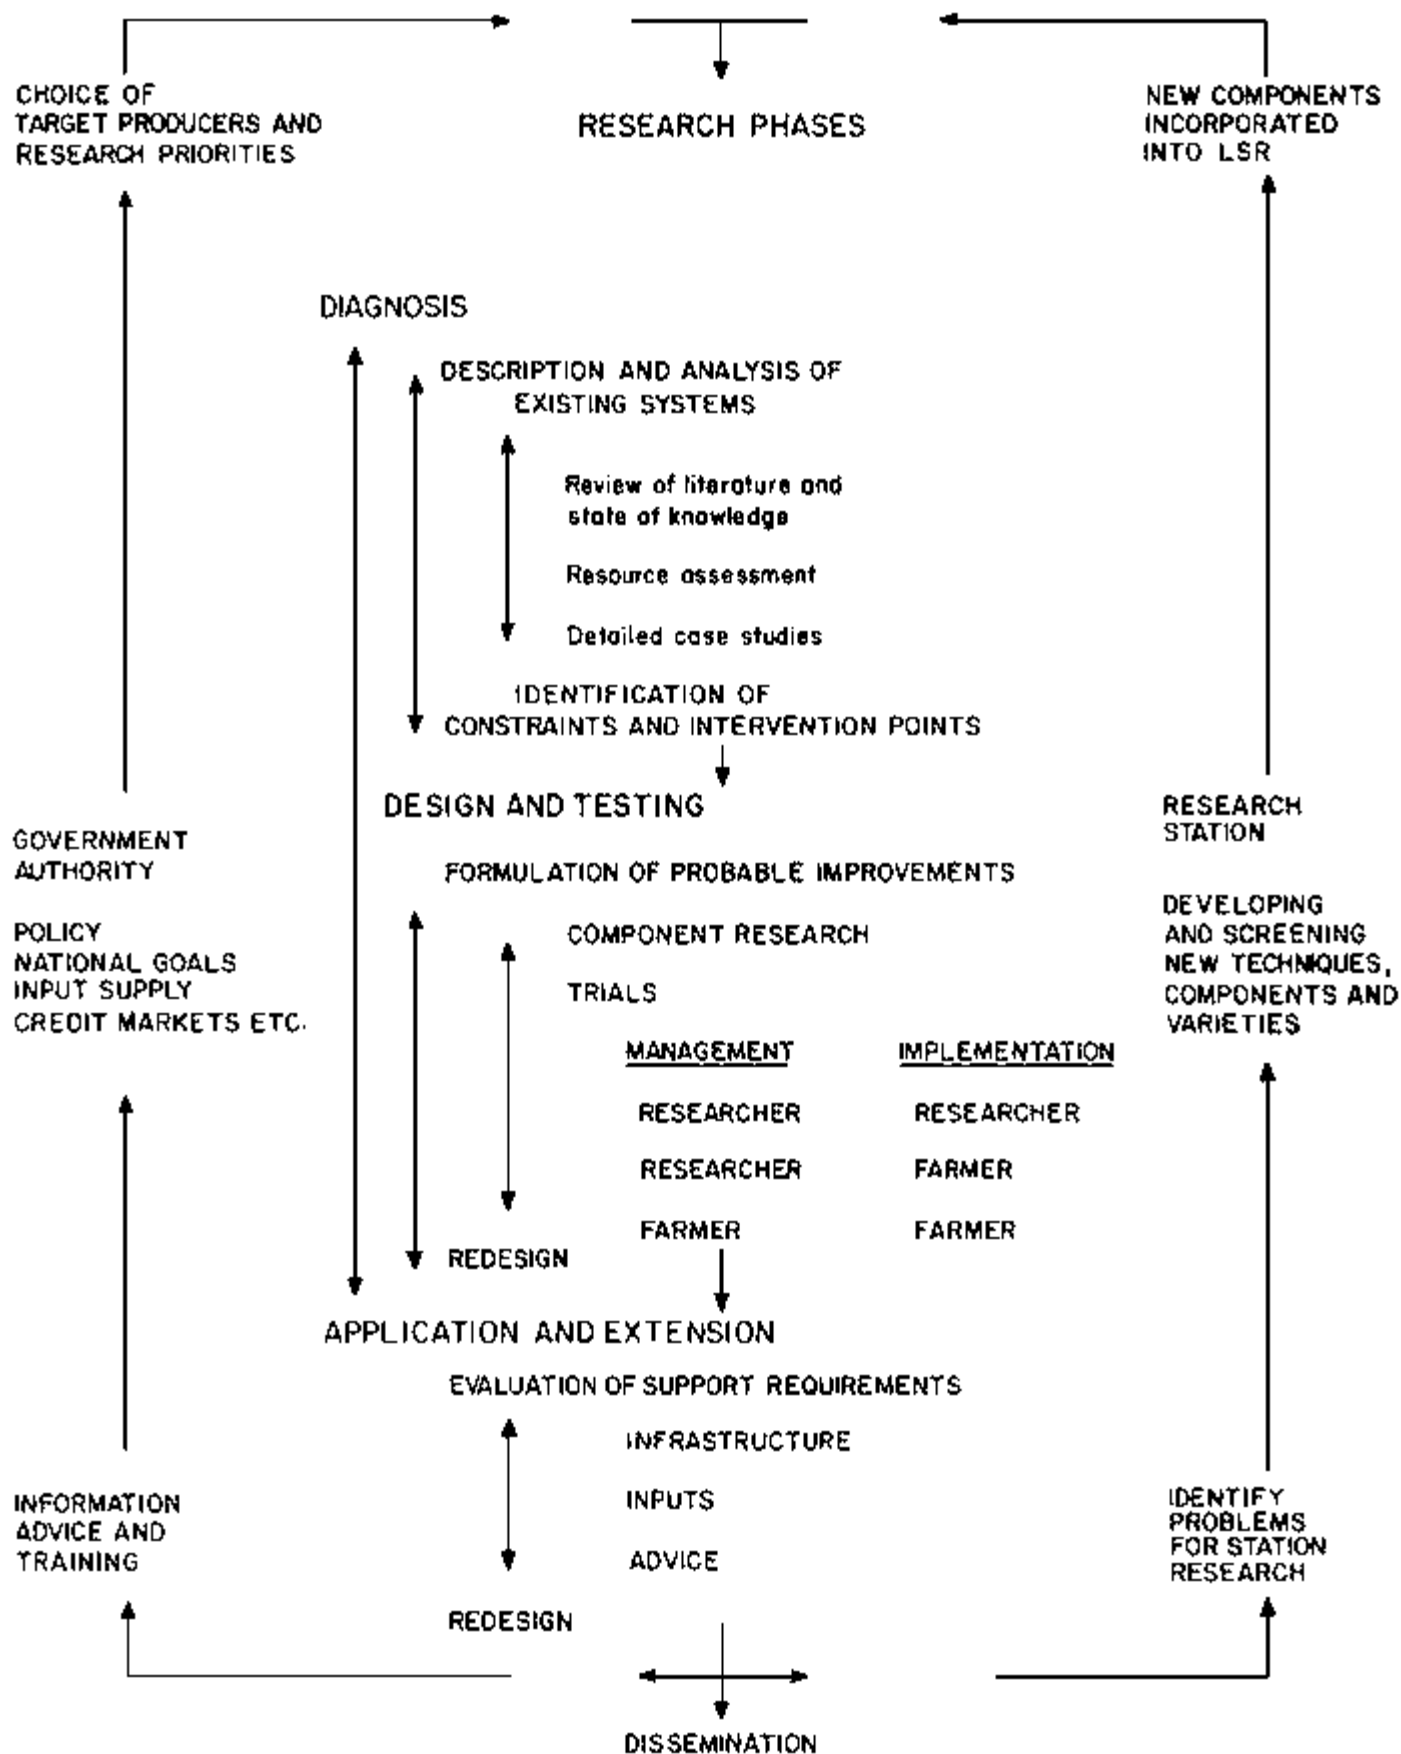 CHOICE OF
TARGET PRODUCERS AND
RESEARCH PRIORITIES
RESEARCH PHASES
NEW COMPONENTS
INCORPORATED
INTO LSR
DIAGNOSIS
DESCRIPTION AND ANALYSIS OF
EXISTING SYSTEMS
Review of literature and
state of knowledge
Resource assessment
Detailed case studies
IDENTIFICATION OF
CONSTRAINTS AND INTERVENTION POINTS
DESIGN AND TESTING
FORMULATION OF PROBABLE IMPROVEMENTS
COMPONENT RESEARCH
TRIALS
MANAGEMENT IMPLEMENTATION
RESEARCHER RESEARCHER
RESEARCHER FARMER
FARMER FARMER
REDESIGN
GOVERNMENT
AUTHORITY
POLICY
NATIONAL GOALS
INPUT SUPPLY
CREDIT MARKETS ETC.
RESEARCH
STATION
DEVELOPING
AND SCREENING
NEW TECHNIQUES,
COMPONENTS AND
VARIETIES
APPLICATION AND EXTENSION
EVALUATION OF SUPPORT REQUIREMENTS
INFRASTRUCTURE
INPUTS
ADVICE
REDESIGN
INFORMATION
ADVICE AND
TRAINING
IDENTIFY
PROBLEMS
FOR STATION
RESEARCH
DISSEMINATION